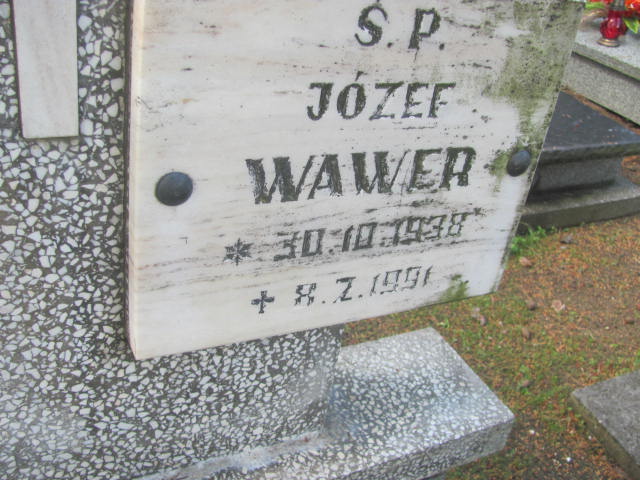 Ś.P.
JÓZEF
WAWER
* 30.10.1938
+ 8.7.1991